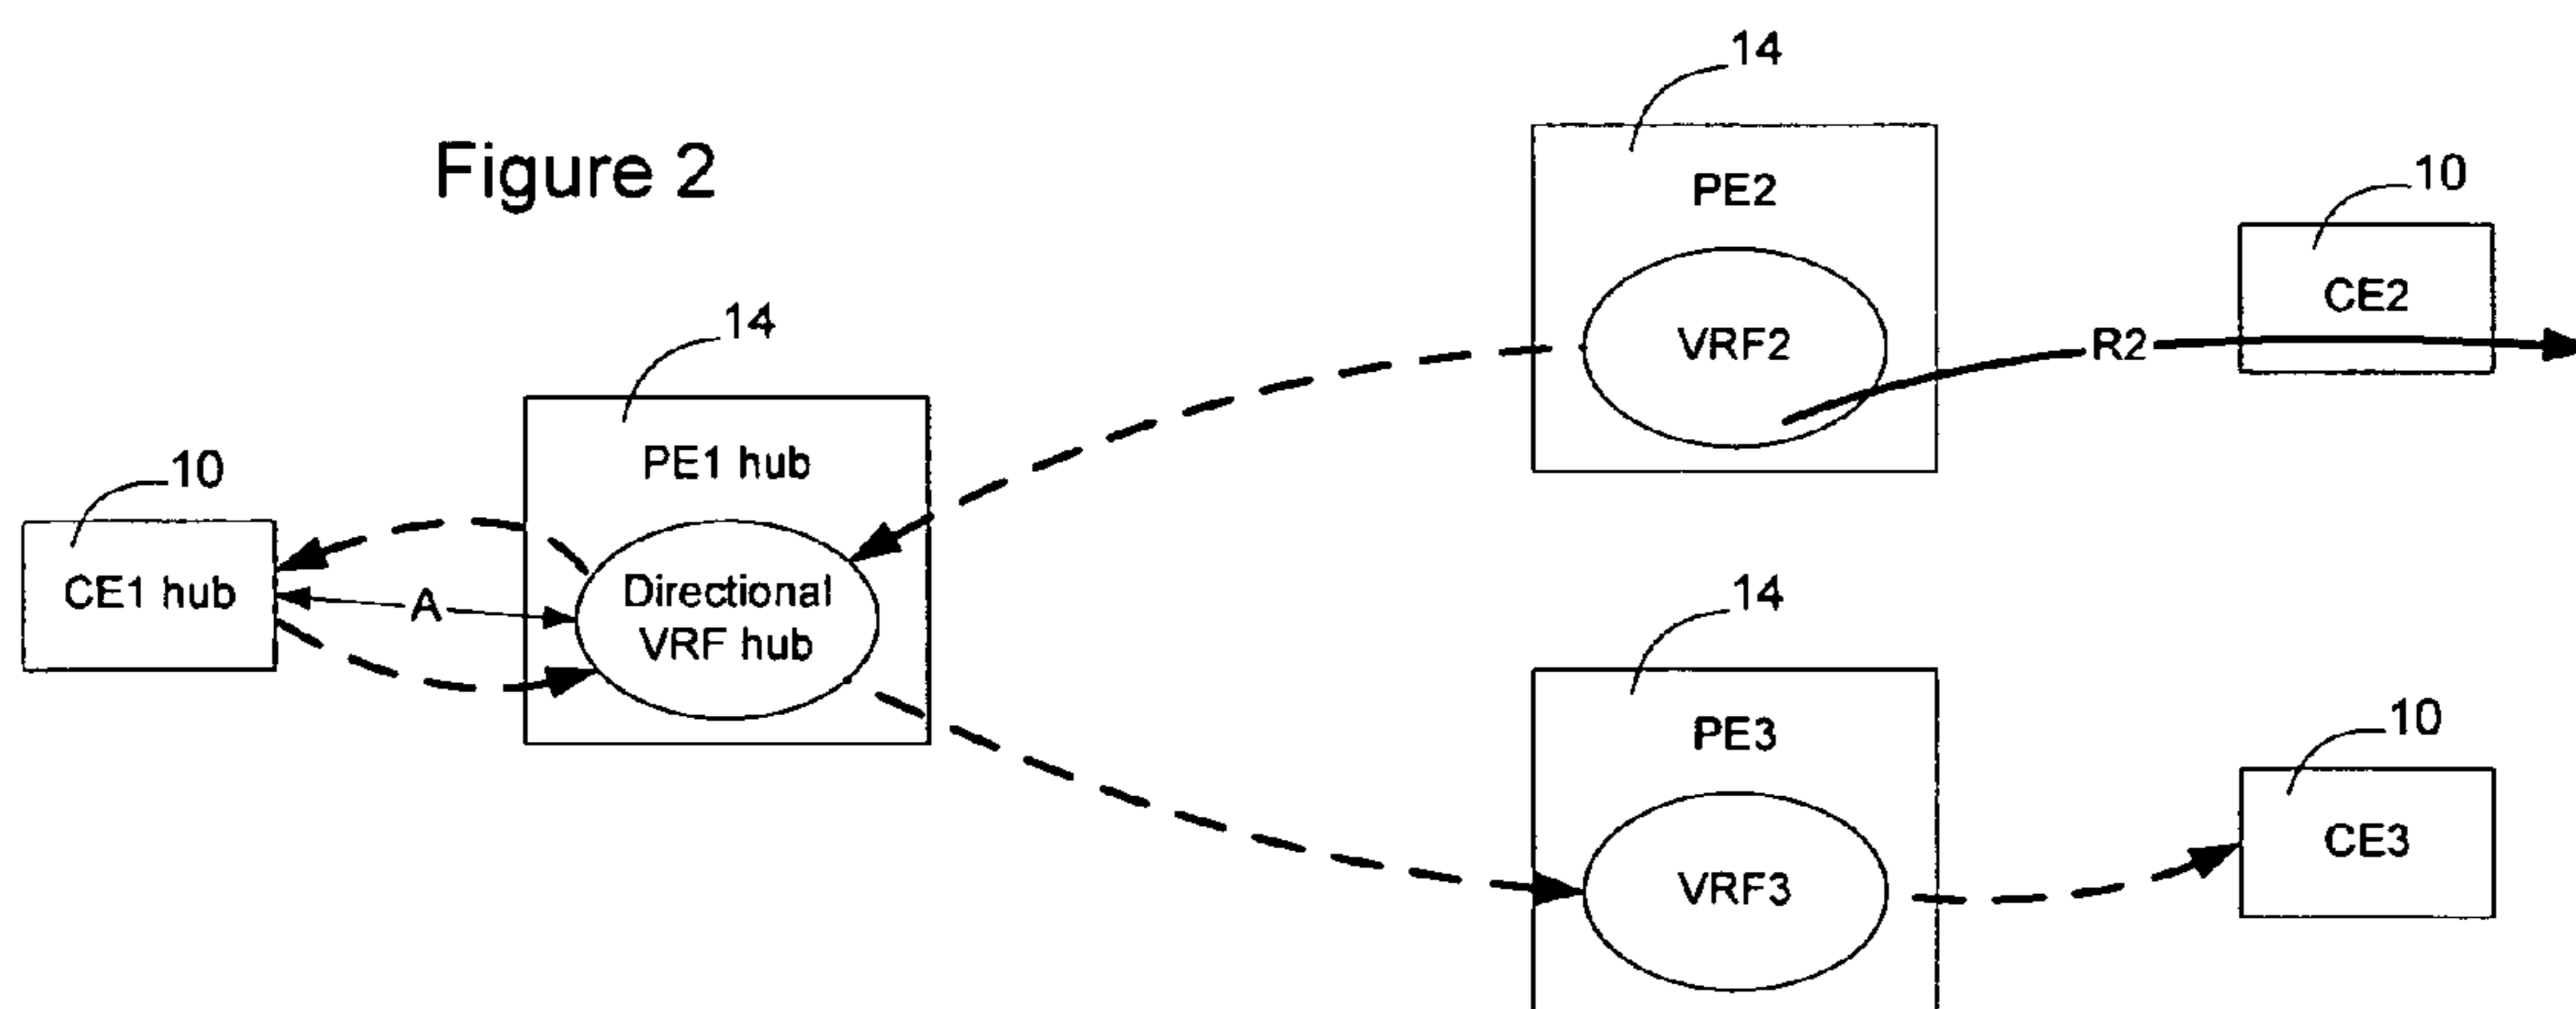 14
Figure 2
PE2
10
CE2
VRF2
R2
14
PE1 hub
10
CE1 hub
A
Directional
VRF hub
14
PE3
10
CE3
VRF3